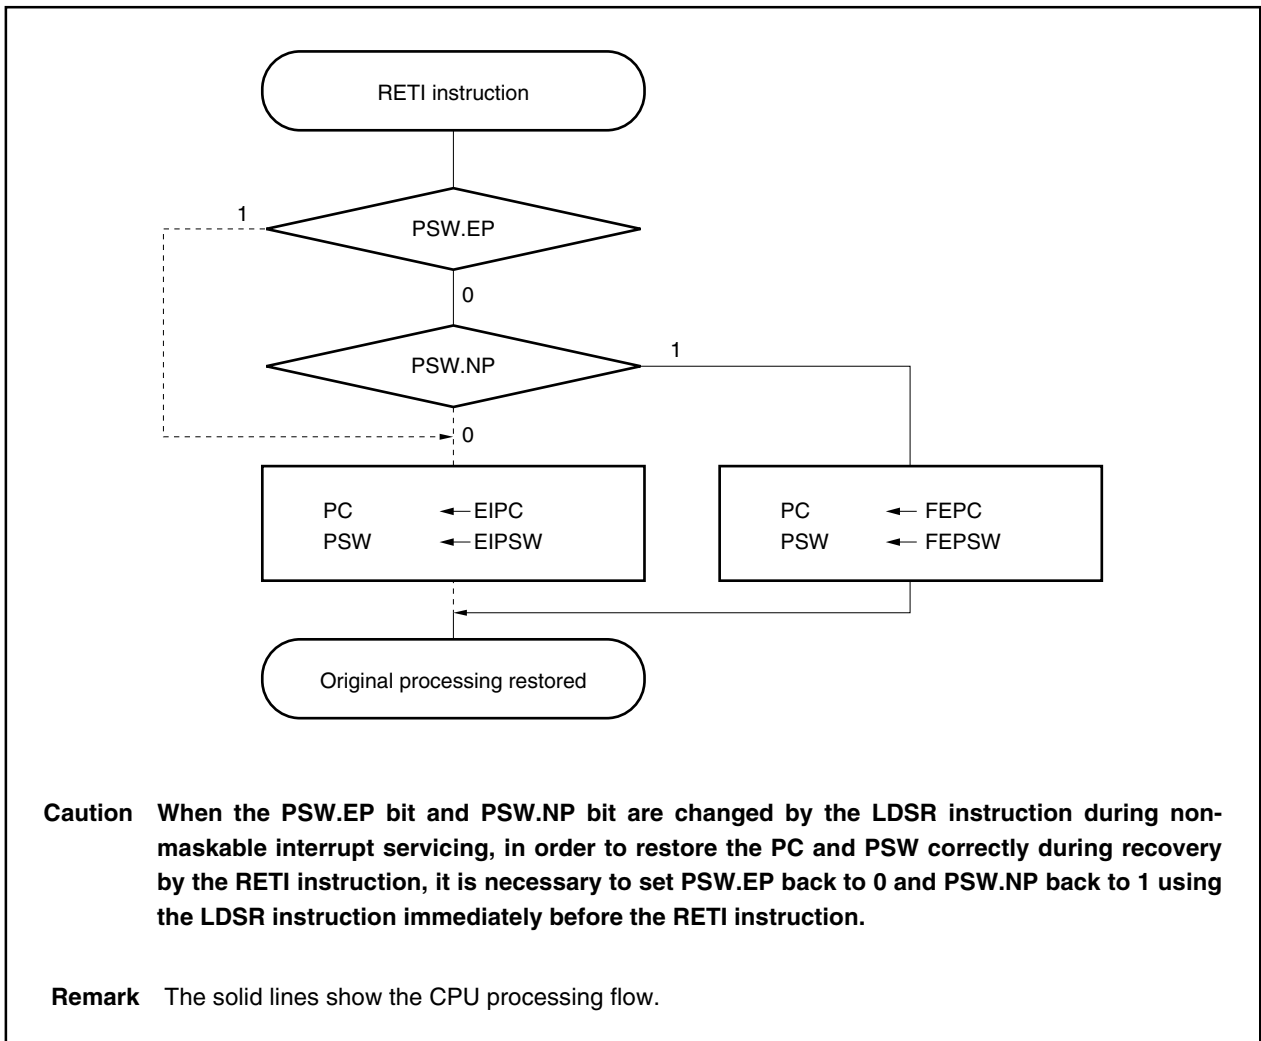 RETI instruction
1
PSW.EP
0
1
PSW.NP
0
PC ← EIPC
PSW ← EIPSW
PC ← FEPC
PSW ← FEPSW
Original processing restored
Caution When the PSW.EP bit and PSW.NP bit are changed by the LDSR instruction during non-
maskable interrupt servicing, in order to restore the PC and PSW correctly during recovery
by the RETI instruction, it is necessary to set PSW.EP back to 0 and PSW.NP back to 1 using
the LDSR instruction immediately before the RETI instruction.
Remark The solid lines show the CPU processing flow.